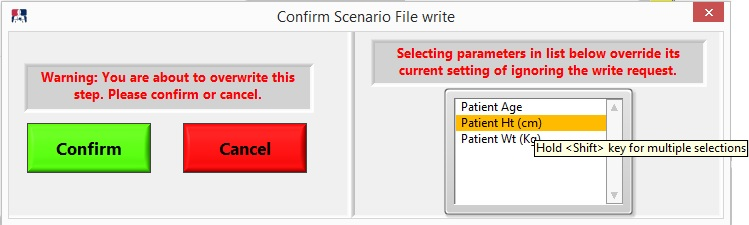 Confirm Scenario File write
Warning: You are about to overwrite this
step. Please confirm or cancel.
Confirm
Cancel
Selecting parameters in list below override its
current setting of ignoring the write request.
Patient Age
Patient Ht (cm)
Patient Wt (Kg)
Hold <Shift> key for multiple selections